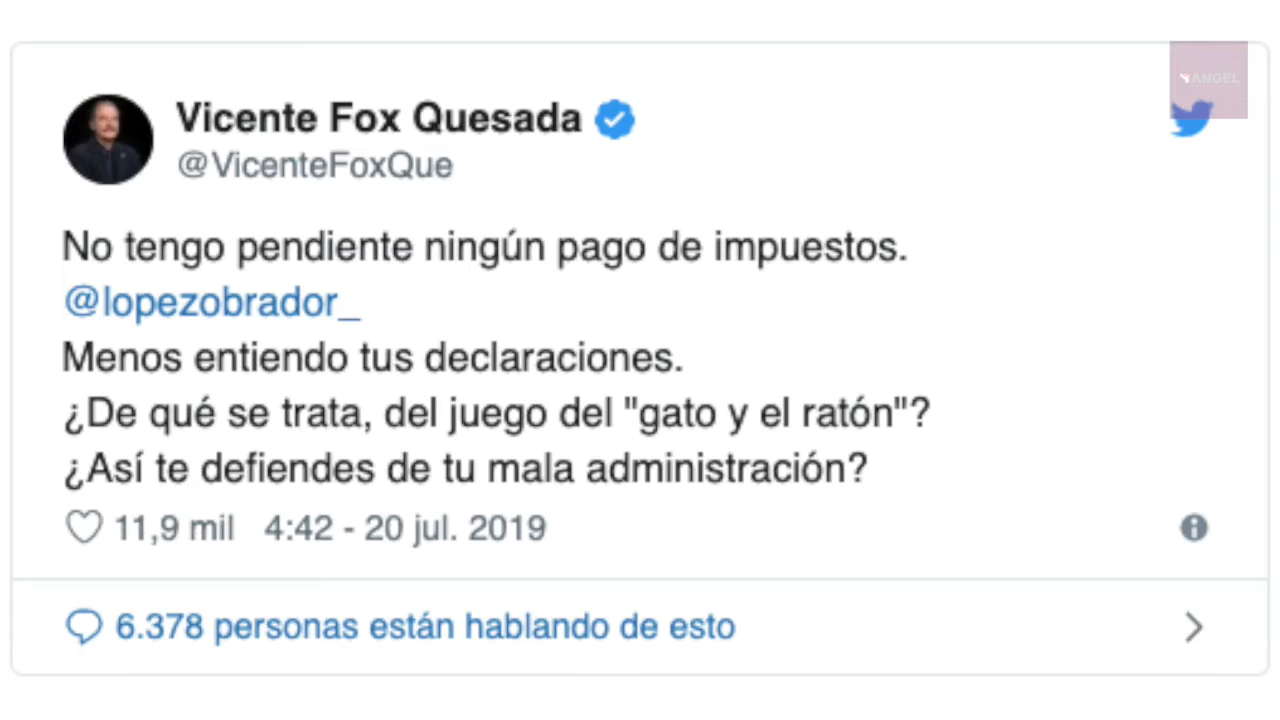 ANGEL
Vicente Fox Quesada
@VicenteFoxQue
No tengo pendiente ningún pago de impuestos.
@lopezobrador_
Menos entiendo tus declaraciones.
¿De qué se trata, del juego del "gato y el ratón"?
¿Así te defiendes de tu mala administración?
11,9 mil 4:42 - 20 jul. 2019
6.378 personas están hablando de esto